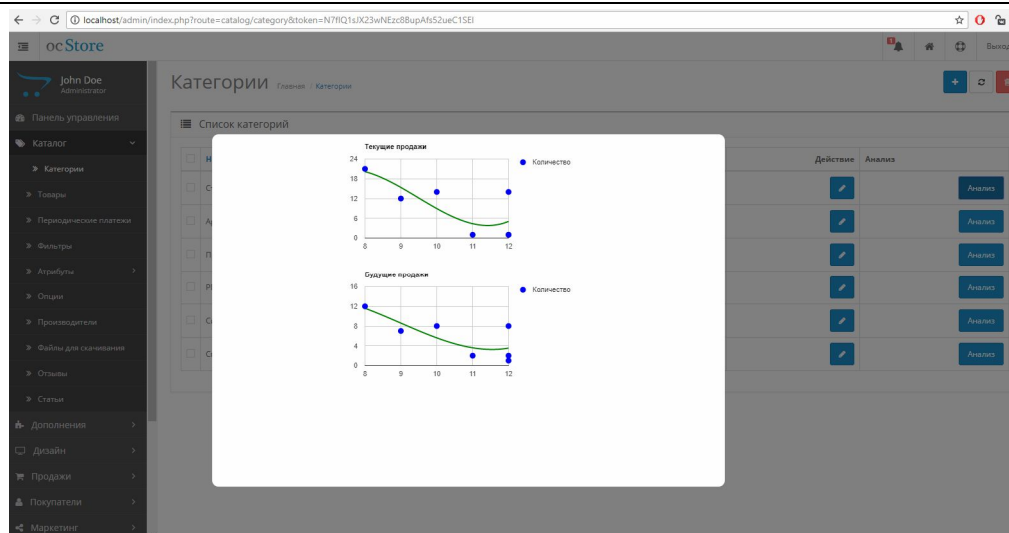 localhost/admin/index.php?route=catalog/category&token=N7flQ1sJX23wNEzc8BupAfs52ueC1SEI
ocStore
1
Выход
John Doe
Administrator
Категории
Главная
Категории
Панель управления
Список категорий
Каталог
Категории
Товары
Периодические платежи
Фильтры
Атрибуты
Опции
Производители
Файлы для скачивания
Отзывы
Статьи
Дополнения
Дизайн
Продажи
Покупатели
Маркетинг
Действие
Анализ
Анализ
Анализ
Анализ
Анализ
Анализ
Анализ
Текущие продажи
24
18
12
6
0
8 9 10 11 12
Количество
Будущие продажи
16
12
8
4
0
8 9 10 11 12
Количество